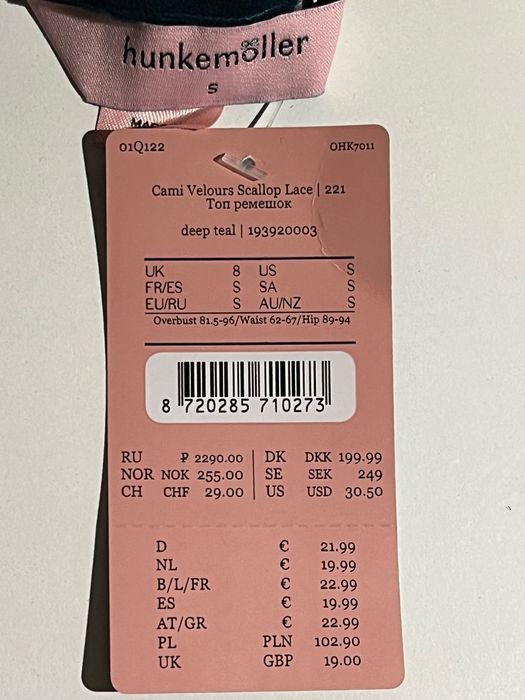 hunkemöller
S
01Q122 OHK7011
Cami Velours Scallop Lace | 221
Топ ремешок
deep teal | 193920003
UK 8 US S
FR/ES S SA S
EU/RU S AU/NZ S
Overbust 81.5-96/Waist 62-67/Hip 89-94
8 720285 710273
RU ₽ 2290.00 DK DKK 199.99
NOR NOK 255.00 SE SEK 249
CH CHF 29.00 US USD 30.50
D € 21.99
NL € 19.99
B/L/FR € 22.99
ES € 19.99
AT/GR € 22.99
PL PLN 102.90
UK GBP 19.00